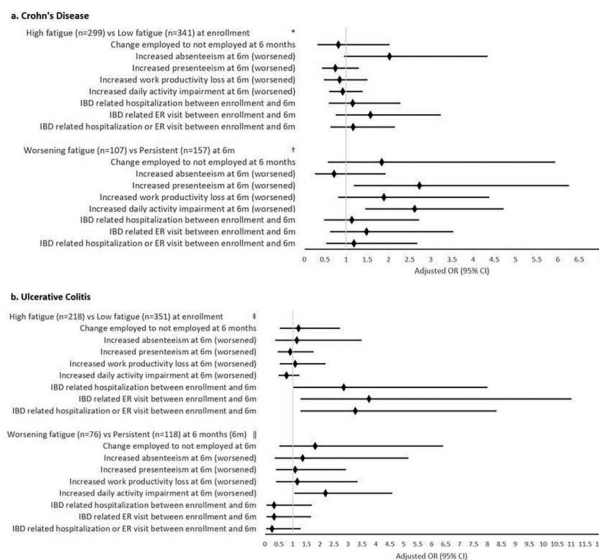 a. Crohn's Disease
High fatigue (n=299) vs Low fatigue (n=341) at enrollment *
Change employed to not employed at 6 months
Increased absenteeism at 6m (worsened)
Increased presenteeism at 6m (worsened)
Increased work productivity loss at 6m (worsened)
Increased daily activity impairment at 6m (worsened)
IBD related hospitalization between enrollment and 6m
IBD related ER visit between enrollment and 6m
IBD related hospitalization or ER visit between enrollment and 6m
Worsening fatigue (n=107) vs Persistent (n=157) at 6m †
Change employed to not employed at 6 months
Increased absenteeism at 6m (worsened)
Increased presenteeism at 6m (worsened)
Increased work productivity loss at 6m (worsened)
Increased daily activity impairment at 6m (worsened)
IBD related hospitalization between enrollment and 6m
IBD related ER visit between enrollment and 6m
IBD related hospitalization or ER visit between enrollment and 6m
0 0.5 1 1.5 2 2.5 3 3.5 4 4.5 5 5.5 6 6.5
Adjusted OR (95% CI)
b. Ulcerative Colitis
High fatigue (n=218) vs Low fatigue (n=351) at enrollment ‡
Change employed to not employed at 6 months
Increased absenteeism at 6m (worsened)
Increased presenteeism at 6m (worsened)
Increased work productivity loss at 6m (worsened)
Increased daily activity impairment at 6m (worsened)
IBD related hospitalization between enrollment and 6m
IBD related ER visit between enrollment and 6m
IBD related hospitalization or ER visit between enrollment and 6m
Worsening fatigue (n=76) vs Persistent (n=118) at 6 months (6m) ||
Change employed to not employed at 6m
Increased absenteeism at 6m (worsened)
Increased presenteeism at 6m (worsened)
Increased work productivity loss at 6m (worsened)
Increased daily activity impairment at 6m (worsened)
IBD related hospitalization between enrollment and 6m
IBD related ER visit between enrollment and 6m
IBD related hospitalization or ER visit between enrollment and 6m
0 0.5 1 1.5 2 2.5 3 3.5 4 4.5 5 5.5 6 6.5 7 7.5 8 8.5 9 9.5 10 10.5 11 11.5
Adjusted OR (95% CI)